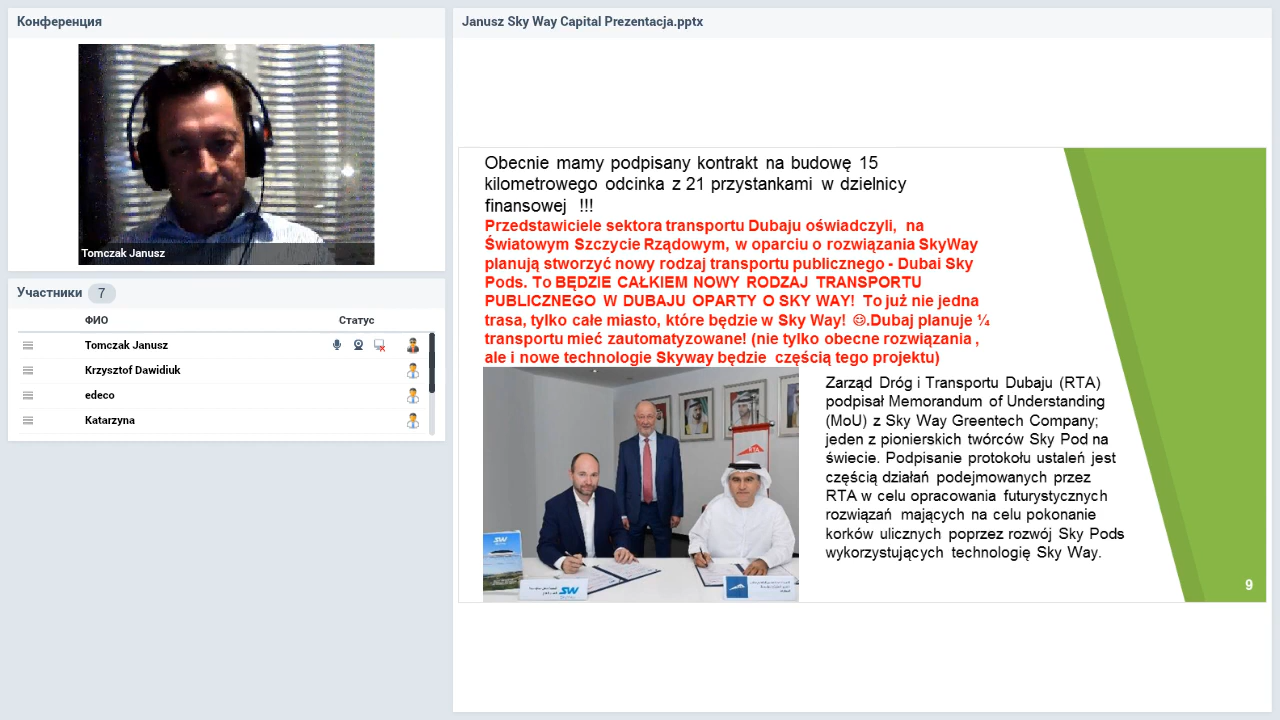 Конференция
Tomczak Janusz
Участники 7
ФИО Статус
Tomczak Janusz
Krzysztof Dawidiuk
edeco
Katarzyna
Janusz Sky Way Capital Prezentacja.pptx
Obecnie mamy podpisany kontrakt na budowę 15
kilometrowego odcinka z 21 przystankami w dzielnicy
finansowej !!!
Przedstawiciele sektora transportu Dubaju oświadczyli, na
Światowym Szczycie Rządowym, w oparciu o rozwiązania SkyWay
planują stworzyć nowy rodzaj transportu publicznego - Dubai Sky
Pods. To BĘDZIE CAŁKIEM NOWY RODZAJ TRANSPORTU
PUBLICZNEGO W DUBAJU OPARTY O SKY WAY! To już nie jedna
trasa, tylko całe miasto, które będzie w Sky Way! ☺.Dubaj planuje ¼
transportu mieć zautomatyzowane! (nie tylko obecne rozwiązania ,
ale i nowe technologie Skyway będzie częścią tego projektu)
RTA
SW
SW
Zarząd Dróg i Transportu Dubaju (RTA)
podpisał Memorandum of Understanding
(MoU) z Sky Way Greentech Company;
jeden z pionierskich twórców Sky Pod na
świecie. Podpisanie protokołu ustaleń jest
częścią działań podejmowanych przez
RTA w celu opracowania futurystycznych
rozwiązań mających na celu pokonanie
korków ulicznych poprzez rozwój Sky Pods
wykorzystujących technologię Sky Way.
9